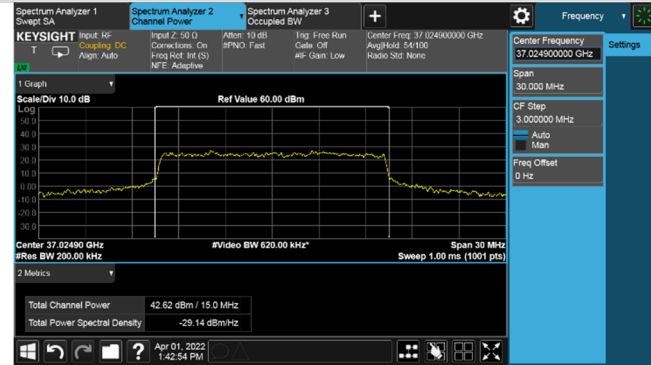 Spectrum Analyzer 1
Swept SA
Spectrum Analyzer 2
Channel Power
Spectrum Analyzer 3
Occupied BW
Frequency
KEYSIGHT
Input: RF
Coupling: DC
Align: Auto
Input Z: 50 Ω
Corrections: On
Freq Ref: Int (S)
NFE: Adaptive
Atten: 10 dB
#PNO: Fast
Trig: Free Run
Gate: Off
#IF Gain: Low
Center Freq: 37.024900000 GHz
Avg|Hold: 54/100
Radio Std: None
T
LXI
Center Frequency
37.024900000 GHz
Settings
Span
30.000 MHz
CF Step
3.000000 MHz
Auto
Man
Freq Offset
0 Hz
1 Graph
Scale/Div 10.0 dB
Ref Value 60.00 dBm
Log
50.0
40.0
30.0
20.0
10.0
0.00
-10.0
-20.0
-30.0
Center 37.02490 GHz
#Video BW 620.00 kHz*
Span 30 MHz
#Res BW 200.00 kHz
Sweep 1.00 ms (1001 pts)
2 Metrics
Total Channel Power
42.62 dBm / 15.0 MHz
Total Power Spectral Density
-29.14 dBm/Hz
Apr 01, 2022
1:42:54 PM